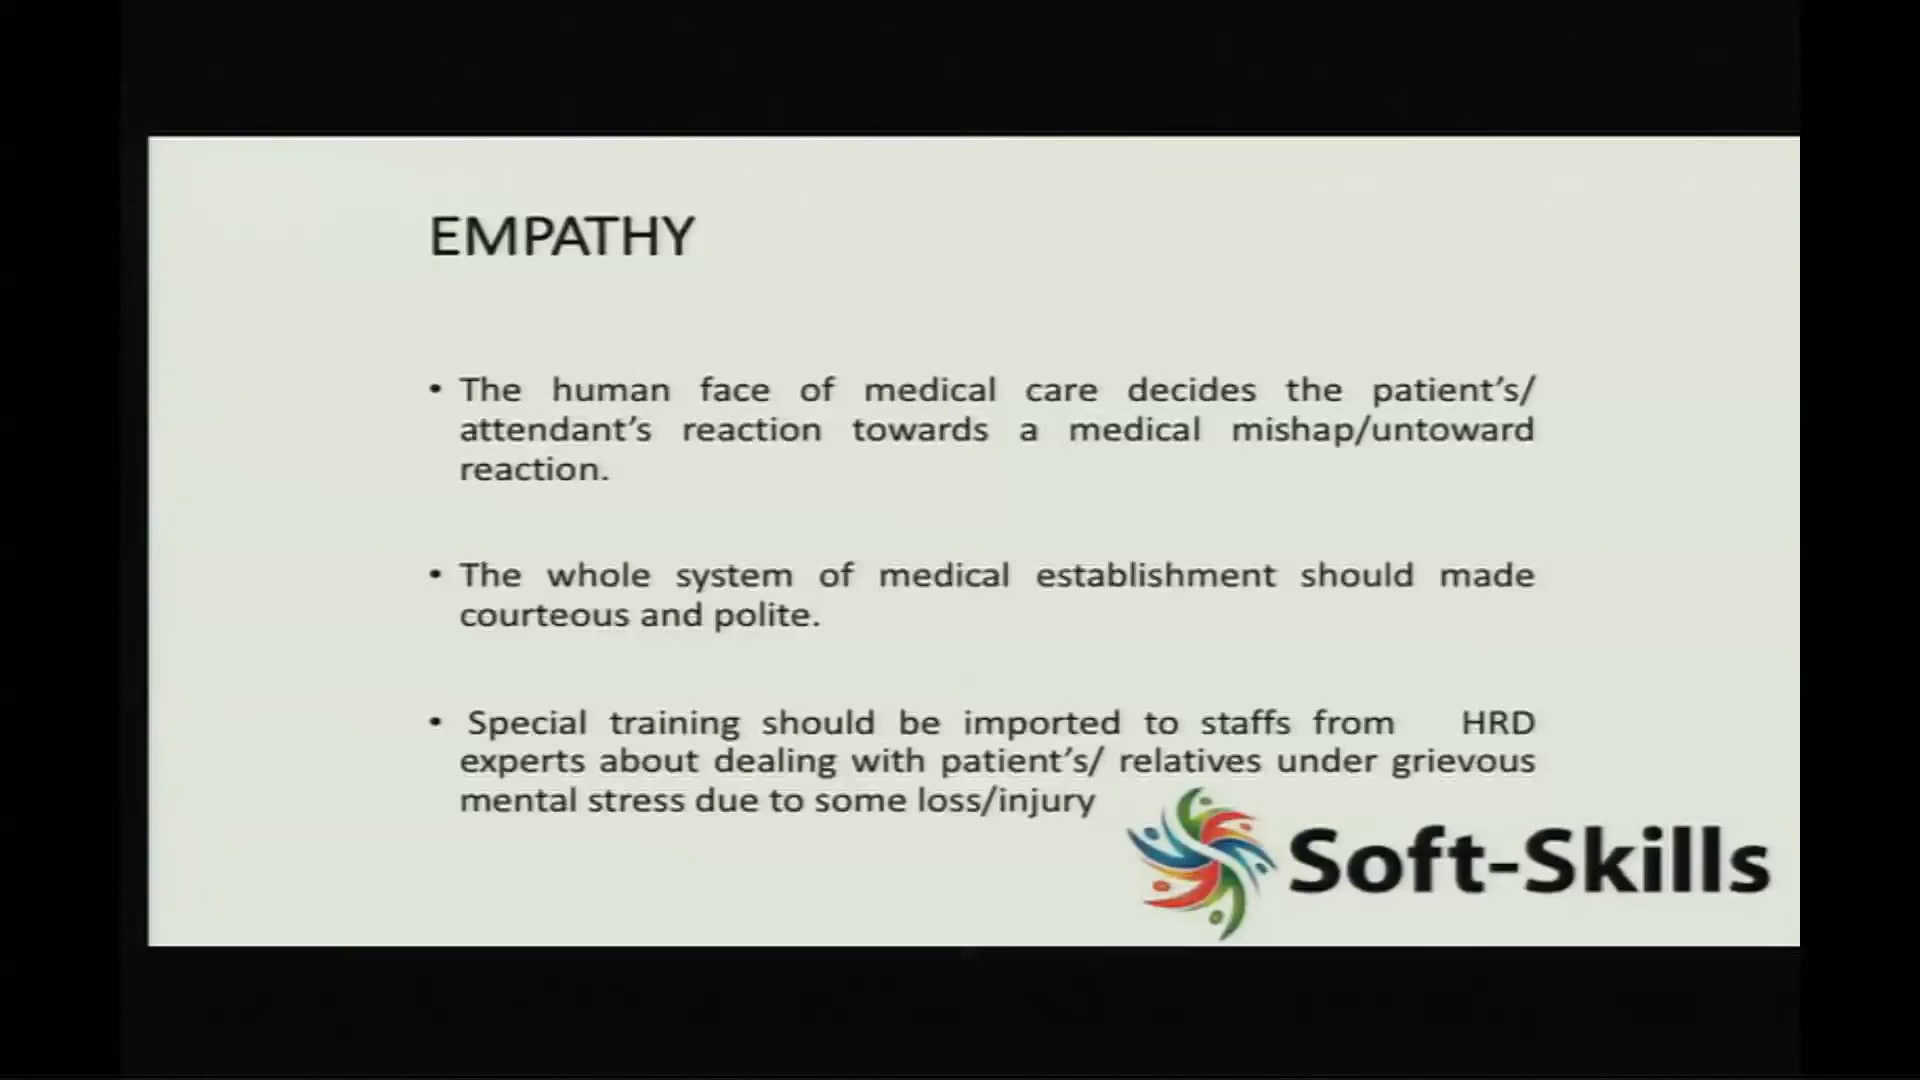 EMPATHY
• The human face of medical care decides the patient’s/
attendant’s reaction towards a medical mishap/untoward
reaction.
• The whole system of medical establishment should made
courteous and polite.
• Special training should be imported to staffs from HRD
experts about dealing with patient’s/ relatives under grievous
mental stress due to some loss/injury
Soft-Skills